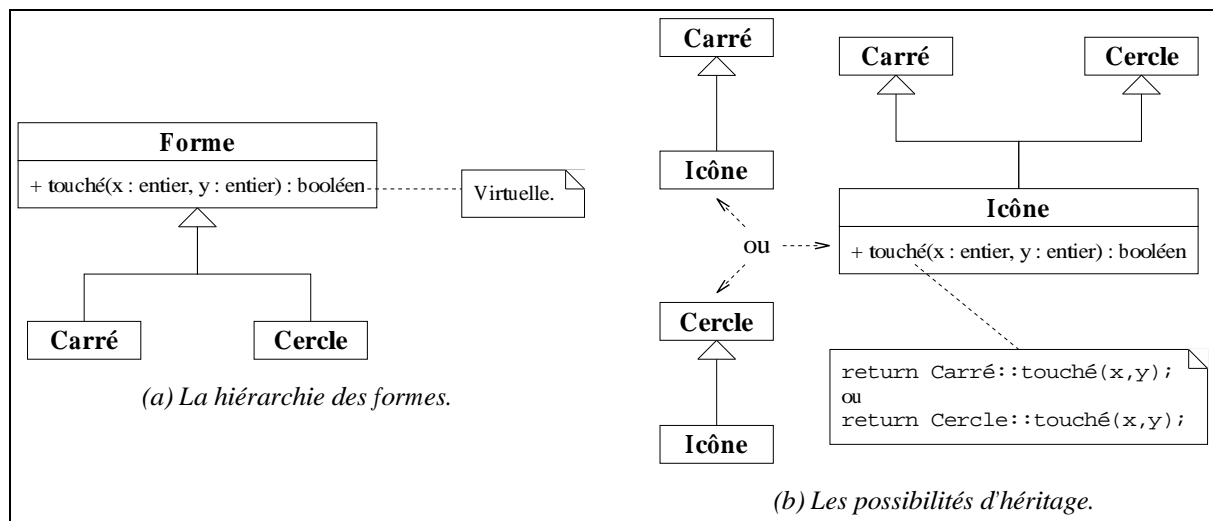 Forme
+ touché(x : entier, y : entier) : booléen
Virtuelle.
Carré
Cercle
(a) La hiérarchie des formes.
Carré
Icône
ou
Cercle
Icône
Carré
Cercle
Icône
+ touché(x : entier, y : entier) : booléen
return Carré::touché(x,y);
ou
return Cercle::touché(x,y);
(b) Les possibilités d'héritage.